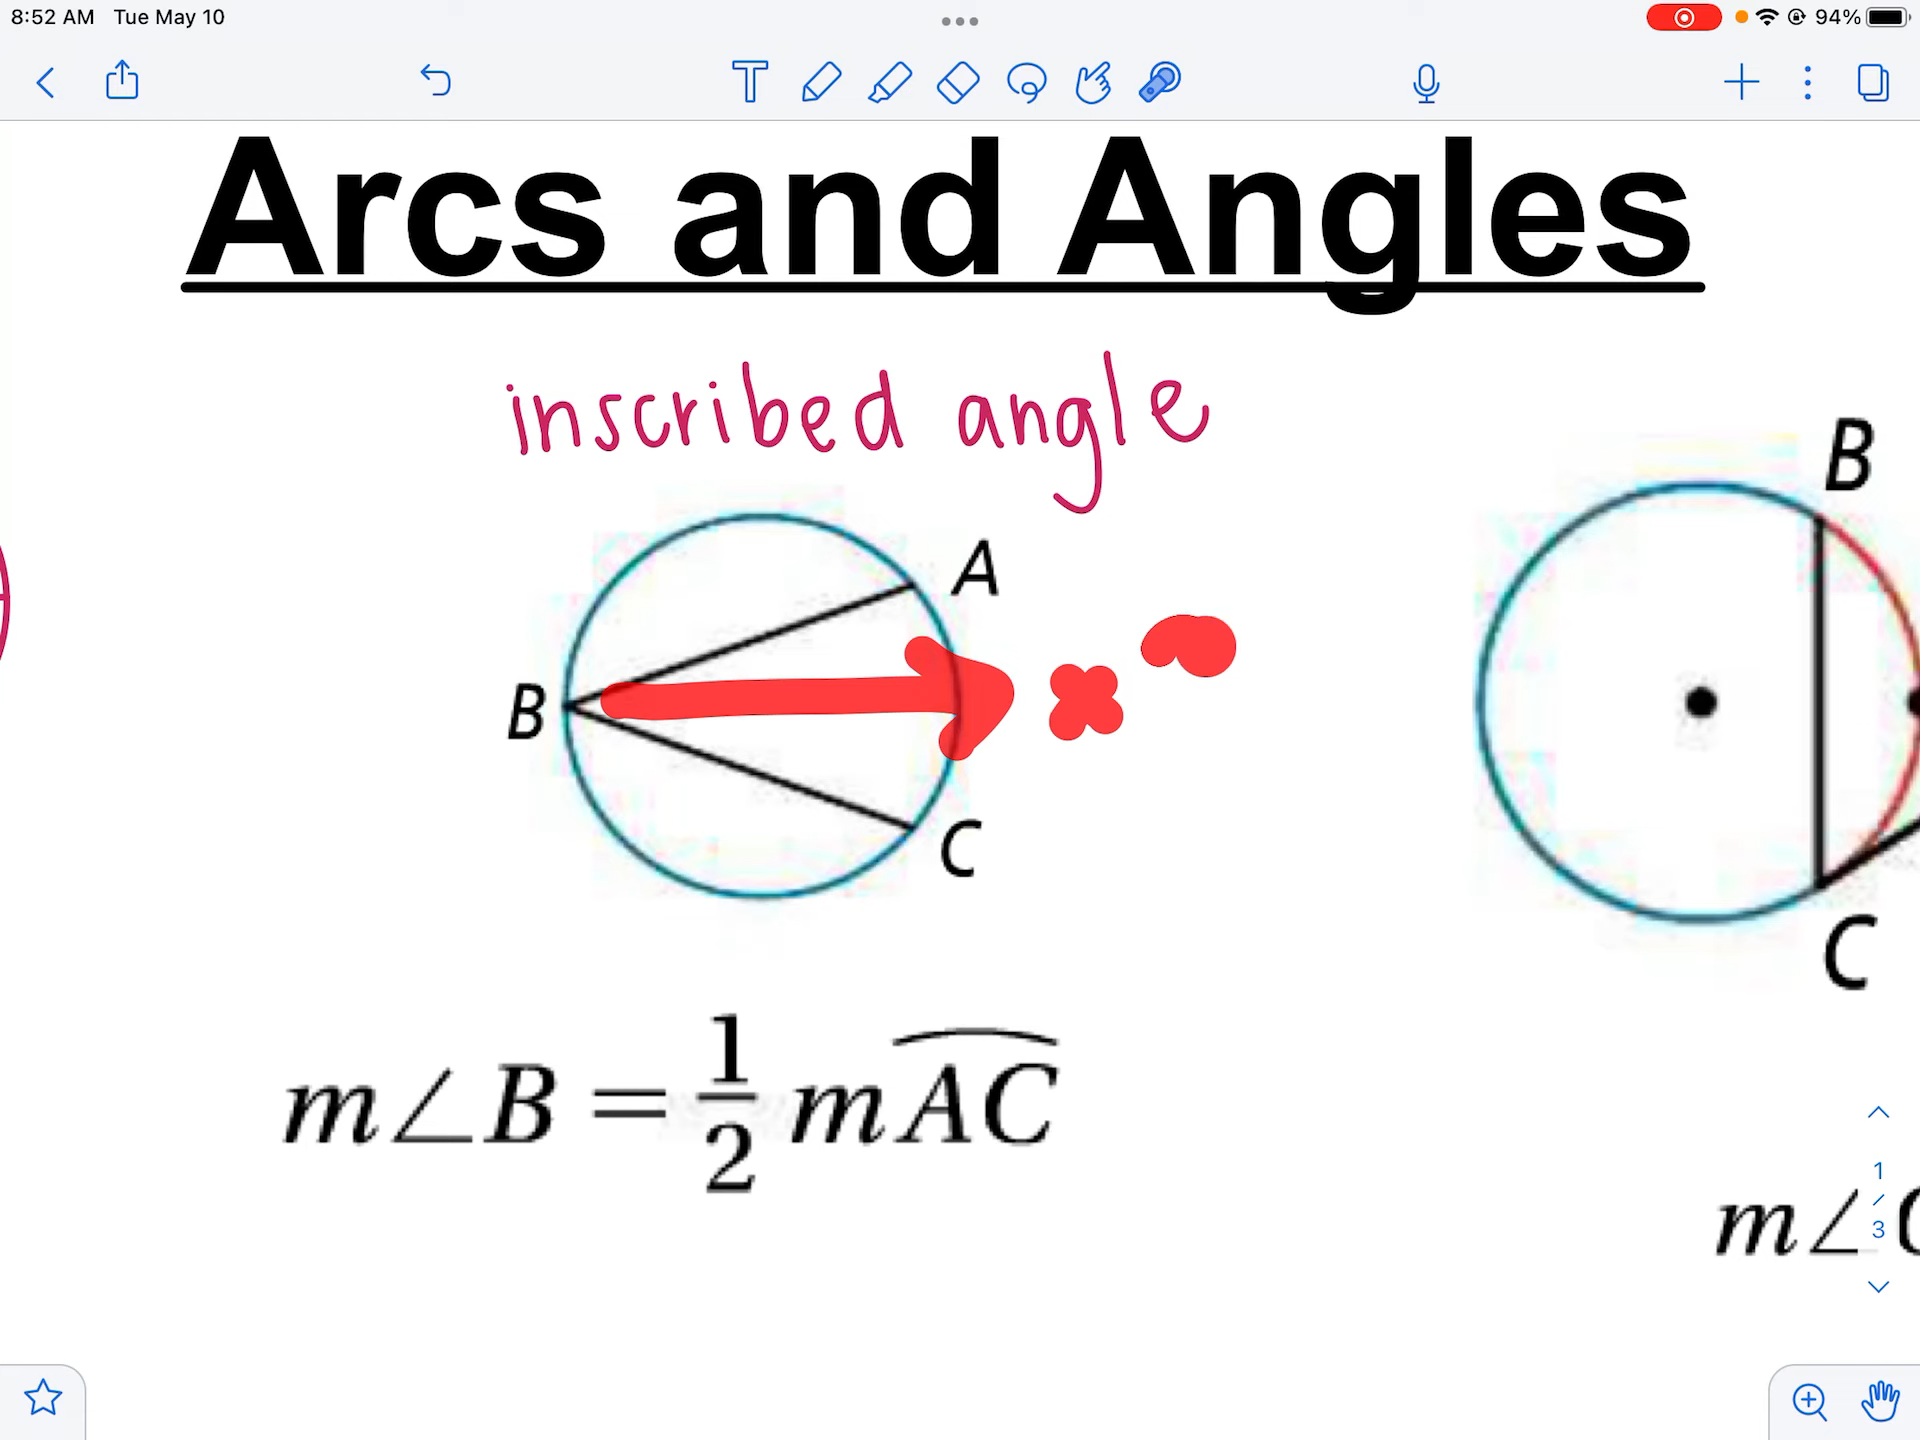 8:52 AM Tue May 10
94%
Arcs and Angles
inscribed angle
A
B
C
B
C
m∠B = 1/2 mAC
m∠
1
/
3